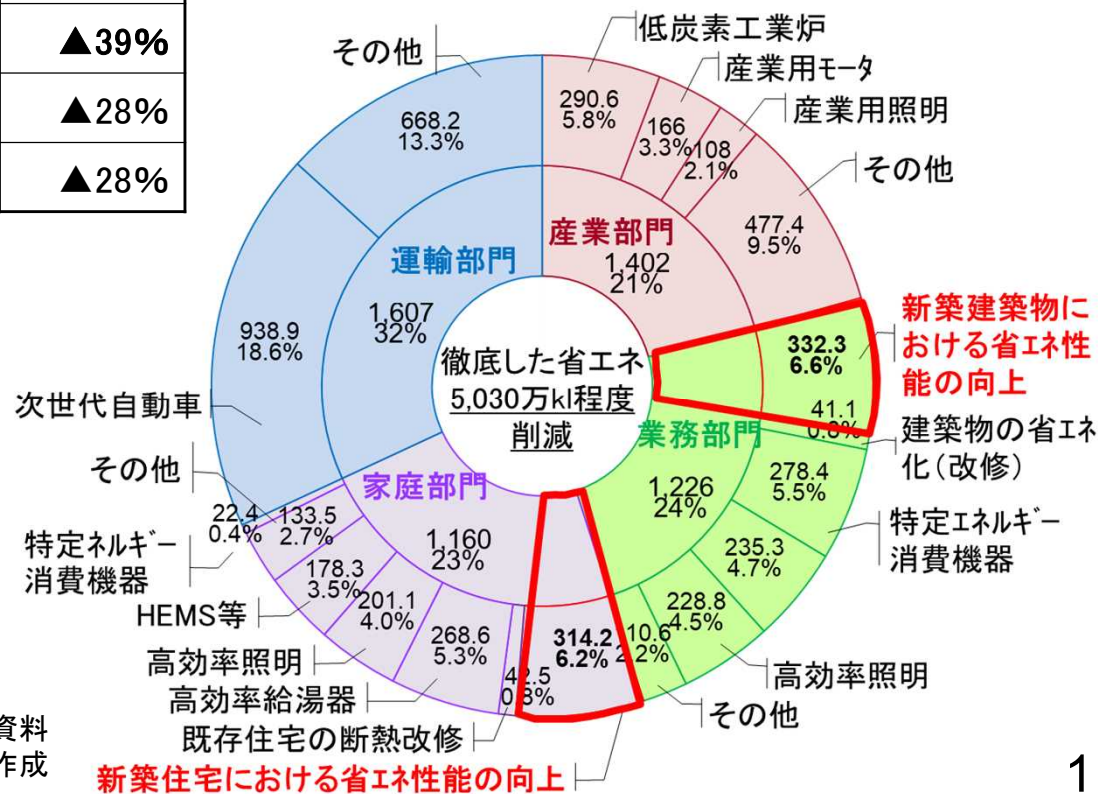 ▲39%
▲28%
▲28%
その他
668.2
13.3%
低炭素工業炉
290.6
5.8%
産業用モータ
166
3.3%
産業用照明
108
2.1%
その他
477.4
9.5%
産業部門
1,402
21%
運輸部門
1,607
32%
938.9
18.6%
次世代自動車
徹底した省エネ
5,030万kl程度
削減
新築建築物に
おける省エネ性
能の向上
332.3
6.6%
41.1
0.8%
建築物の省エネ
化（改修）
業務部門
1,226
24%
278.4
5.5%
特定エネルギー
消費機器
235.3
4.7%
228.8
4.5%
高効率照明
10.6
2.2%
その他
家庭部門
1,160
23%
その他
22.4
0.4%
133.5
2.7%
特定ネルギー
消費機器
178.3
3.5%
HEMS等
201.1
4.0%
高効率照明
268.6
5.3%
高効率給湯器
42.5
0.8%
既存住宅の断熱改修
314.2
6.2%
新築住宅における省エネ性能の向上
資料
作成
1